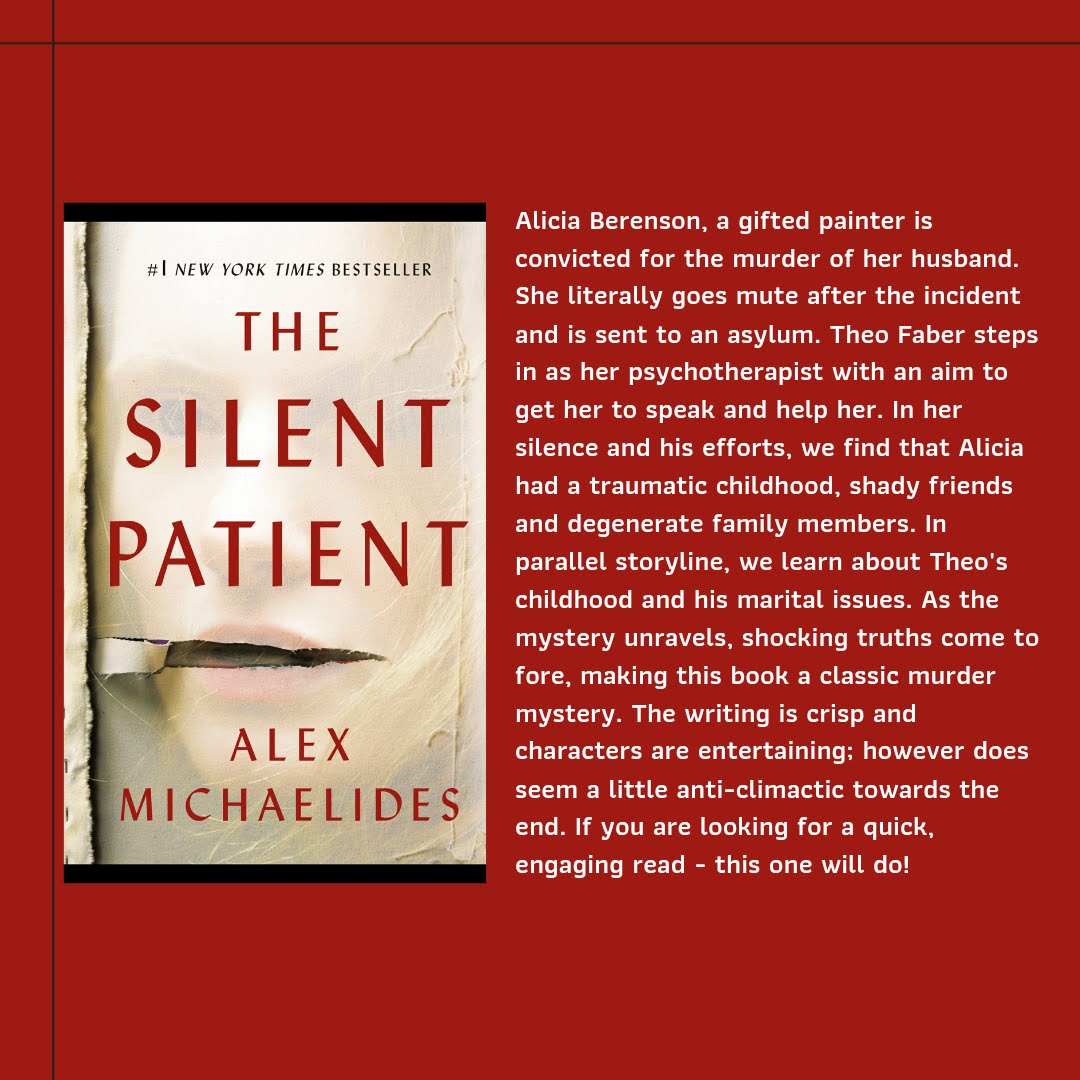 #1 NEW YORK TIMES BESTSELLER
THE
SILENT
PATIENT
ALEX
MICHAELIDES
Alicia Berenson, a gifted painter is
convicted for the murder of her husband.
She literally goes mute after the incident
and is sent to an asylum. Theo Faber steps
in as her psychotherapist with an aim to
get her to speak and help her. In her
silence and his efforts, we find that Alicia
had a traumatic childhood, shady friends
and degenerate family members. In
parallel storyline, we learn about Theo's
childhood and his marital issues. As the
mystery unravels, shocking truths come to
fore, making this book a classic murder
mystery. The writing is crisp and
characters are entertaining; however does
seem a little anti-climactic towards the
end. If you are looking for a quick,
engaging read - this one will do!